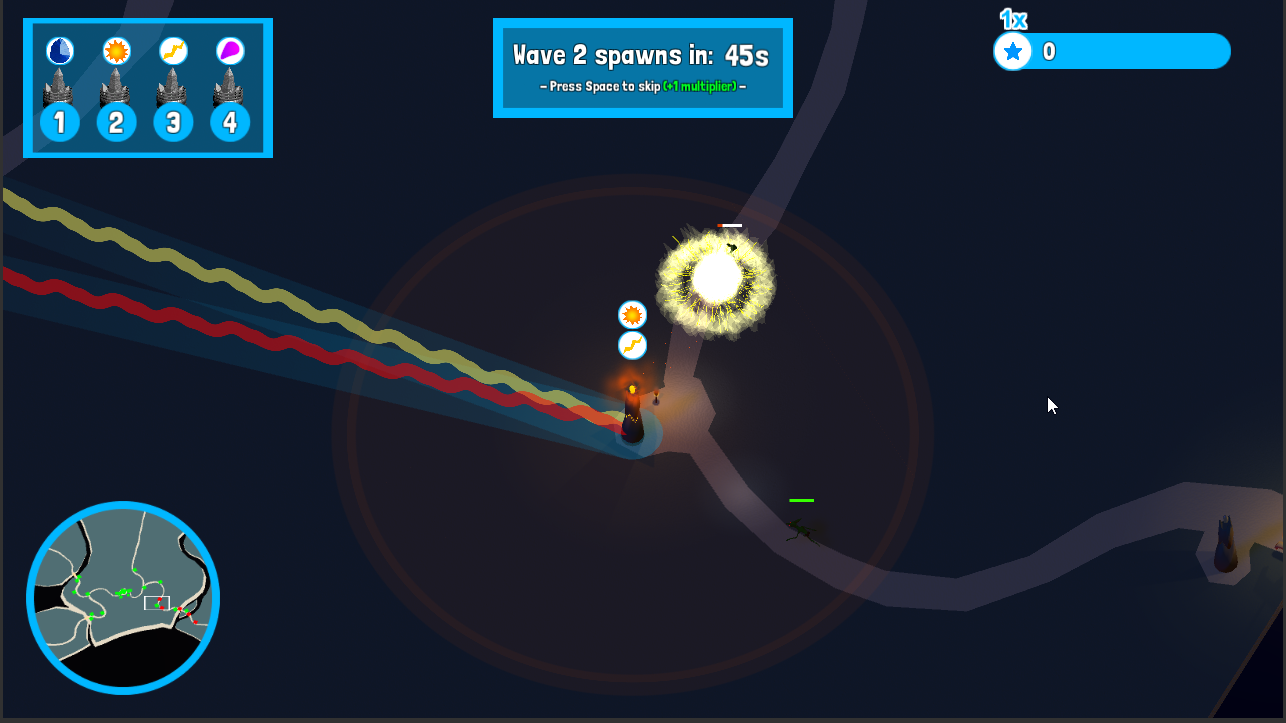 1 2 3 4
Wave 2 spawns in: 45s
- Press Space to skip (+1 multiplier) -
1x
0